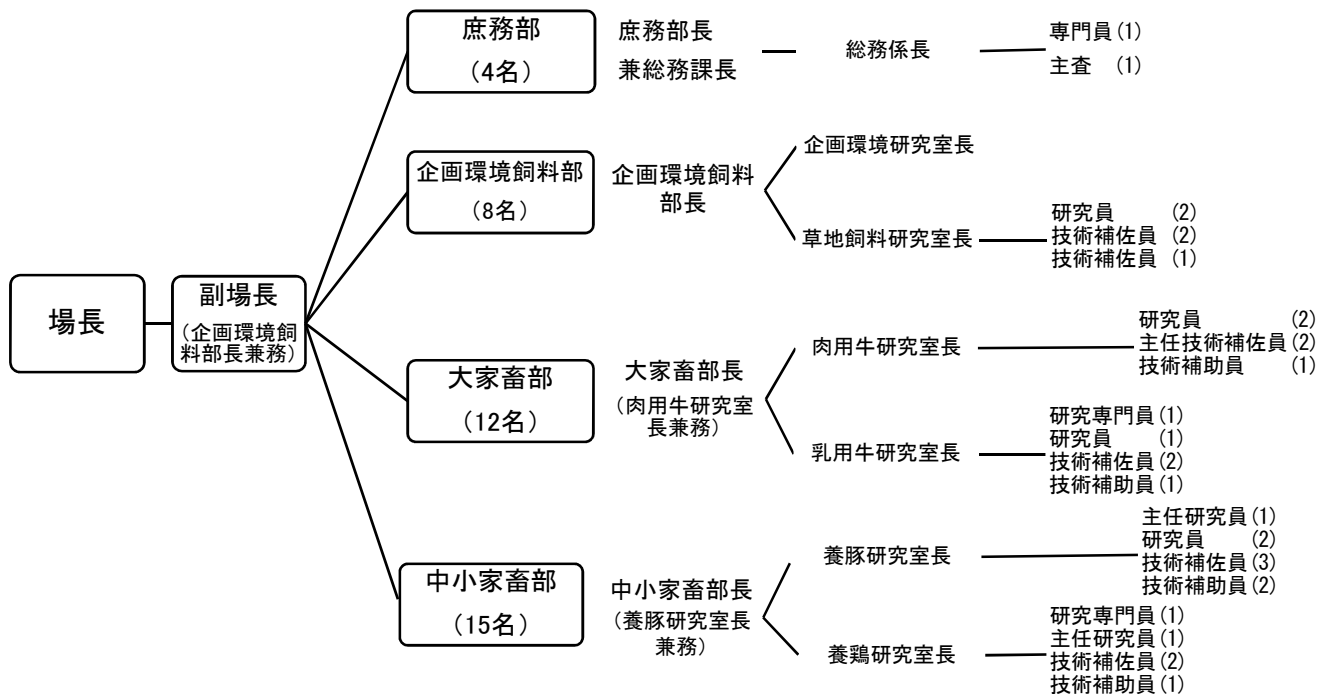 場長
副場長
(企画環境飼
料部長兼務)
庶務部
(4名)
庶務部長
兼総務課長
総務係長
専門員(1)
主査 (1)
企画環境飼料部
(8名)
企画環境飼料
部長
企画環境研究室長
草地飼料研究室長
研究員 (2)
技術補佐員 (2)
技術補佐員 (1)
大家畜部
(12名)
大家畜部長
(肉用牛研究室
長兼務)
肉用牛研究室長
研究員 (2)
主任技術補佐員(2)
技術補助員 (1)
乳用牛研究室長
研究専門員(1)
研究員 (1)
技術補佐員(2)
技術補助員(1)
中小家畜部
(15名)
中小家畜部長
(養豚研究室長
兼務)
養豚研究室長
主任研究員(1)
研究員 (2)
技術補佐員(3)
技術補助員(2)
養鶏研究室長
研究専門員(1)
主任研究員(1)
技術補佐員(2)
技術補助員(1)